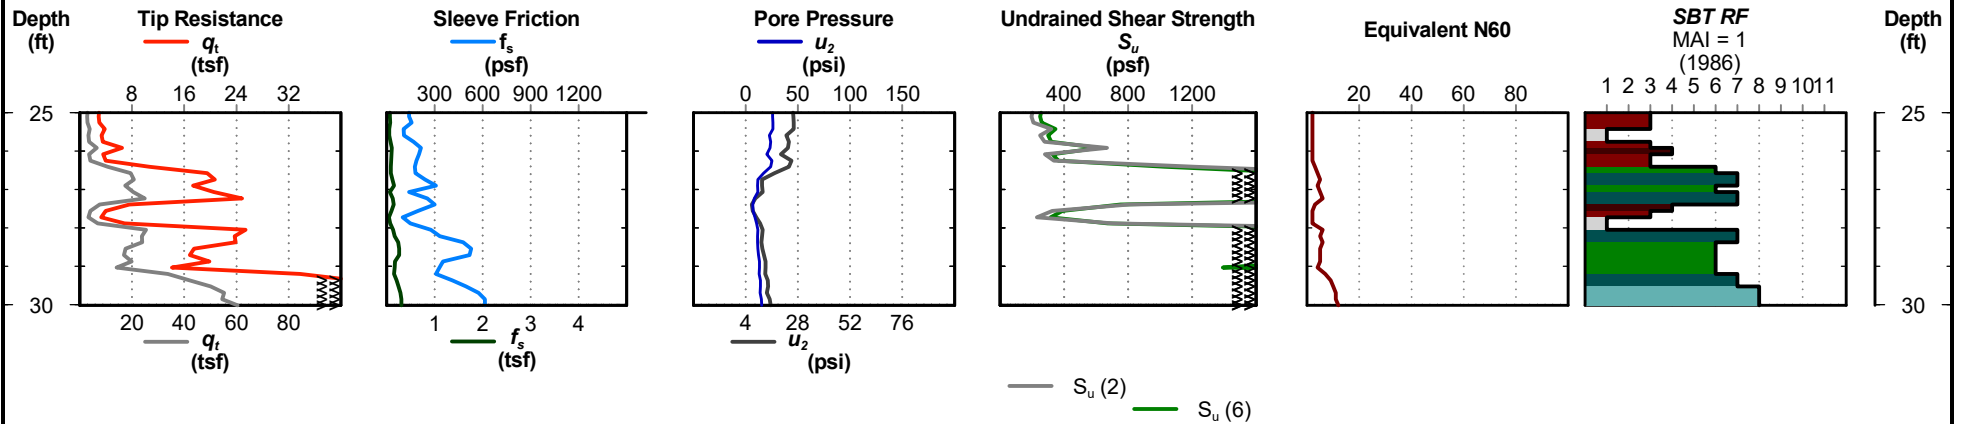 Depth
(ft)
25
30
Tip Resistance
qt
(tsf)
8 16 24 32
20 40 60 80
qt
(tsf)
Sleeve Friction
fs
(psf)
300 600 900 1200
1 2 3 4
fs
(tsf)
Pore Pressure
u2
(psi)
0 50 100 150
4 28 52 76
u2
(psi)
Undrained Shear Strength
Su
(psf)
400 800 1200
Su (2)
Su (6)
Equivalent N60
20 40 60 80
SBT RF
MAI = 1
(1986)
1 2 3 4 5 6 7 8 9 10 11
Depth
(ft)
25
30